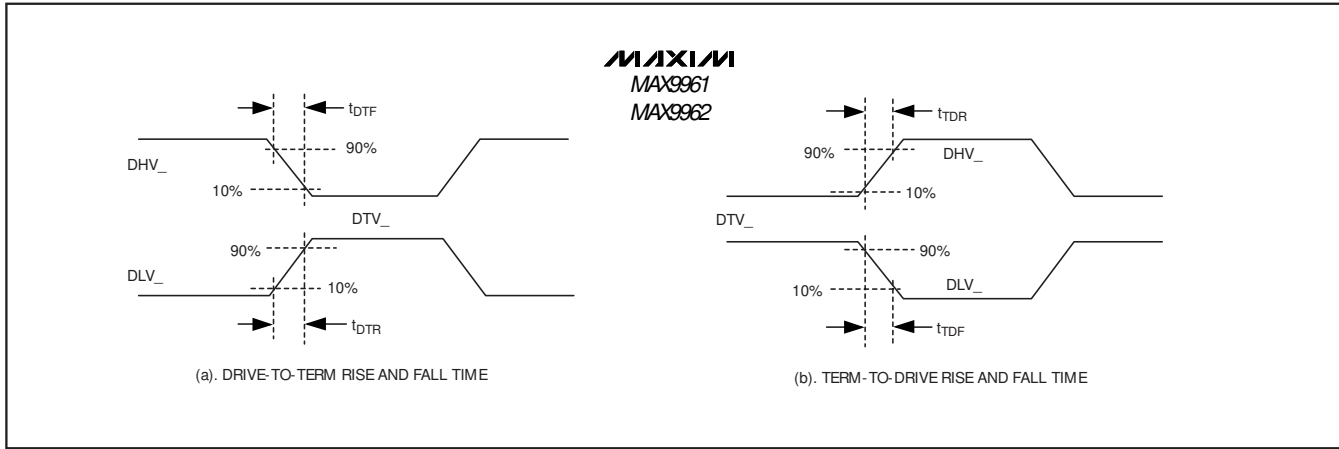 MAXIM
MAX9961
MAX9962
tDTF
90%
DHV_
10%
DTV_
90%
DLV_
10%
tDTR
(a). DRIVE-TO-TERM RISE AND FALL TIME
tTDR
90%
DHV_
10%
DTV_
90%
10%
DLV_
tTDF
(b). TERM-TO-DRIVE RISE AND FALL TIME